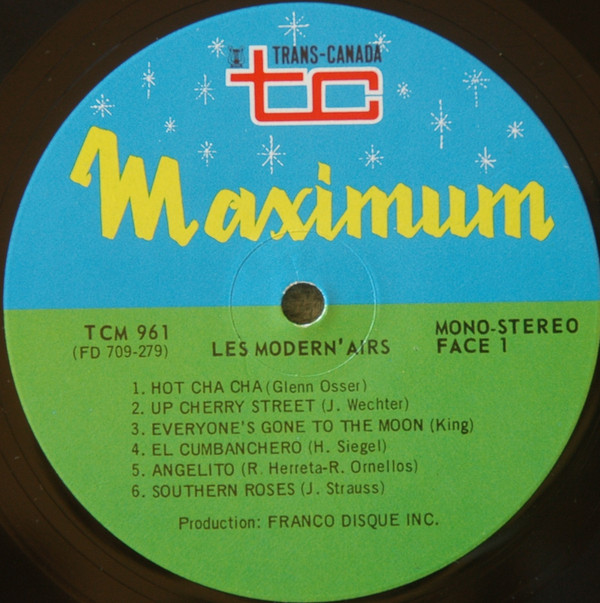 TRANS-CANADA
tc
Maximum
TCM 961
(FD 709-279)
LES MODERN'AIRS
MONO-STEREO
FACE 1
1. HOT CHA CHA (Glenn Osser)
2. UP CHERRY STREET (J. Wechter)
3. EVERYONE'S GONE TO THE MOON (King)
4. EL CUMBANCHERO (H. Siegel)
5. ANGELITO (R. Herreta-R. Ornellos)
6. SOUTHERN ROSES (J. Strauss)
Production: FRANCO DISQUE INC.